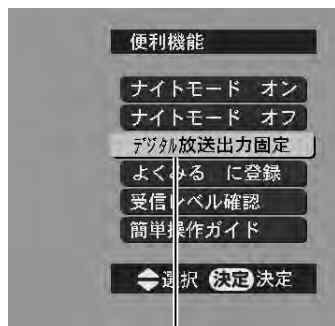 便利機能
ナイトモード オン
ナイトモード オフ
デジタル放送出力固定
よくみる に登録
受信レベル確認
簡単操作ガイド
選択 決定 決定